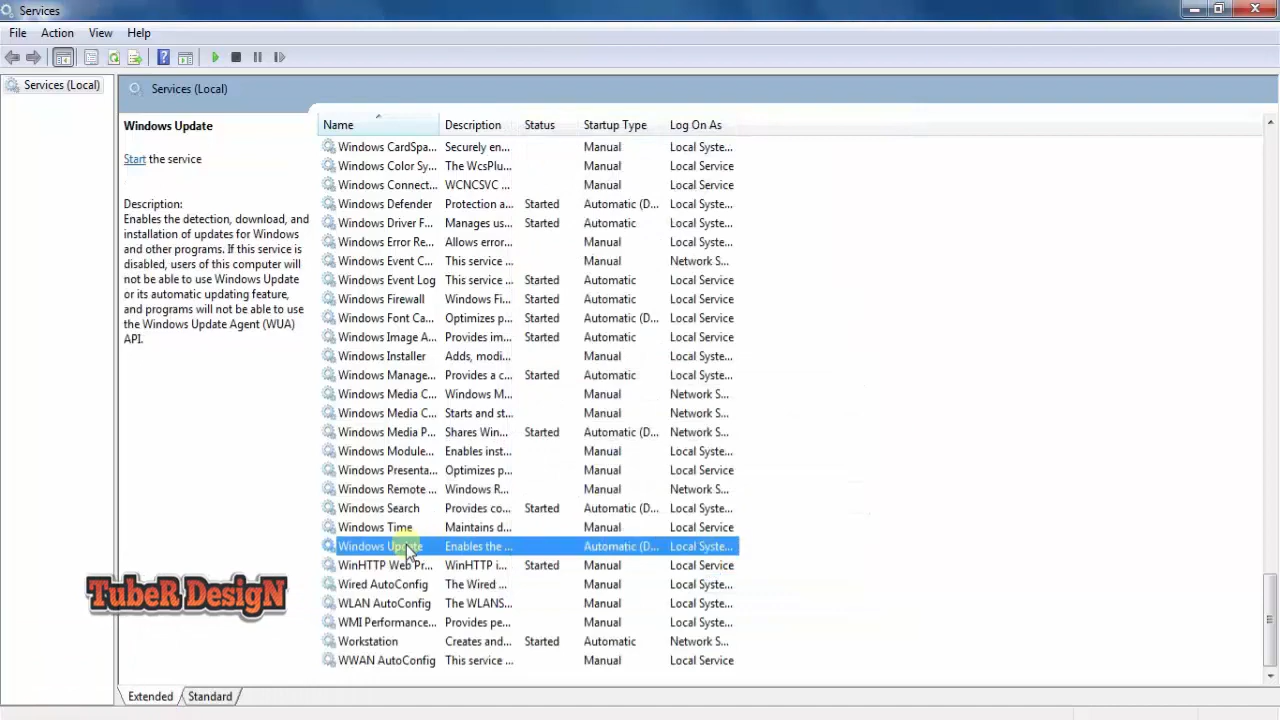 Services
File Action View Help
Services (Local)
Services (Local)
Windows Update
Start the service
Description:
Enables the detection, download, and
installation of updates for Windows
and other programs. If this service is
disabled, users of this computer will
not be able to use Windows Update
or its automatic updating feature,
and programs will not be able to use
the Windows Update Agent (WUA)
API.
Name Description Status Startup Type Log On As
Windows CardSpa... Securely en... Manual Local Syste...
Windows Color Sy... The WcsPlu... Manual Local Service
Windows Connect... WCNCSVC ... Manual Local Service
Windows Defender Protection a... Started Automatic (D... Local Syste...
Windows Driver F... Manages us... Started Automatic Local Syste...
Windows Error Re... Allows error... Manual Local Syste...
Windows Event C... This service ... Manual Network S...
Windows Event Log This service ... Started Automatic Local Service
Windows Firewall Windows Fi... Started Automatic Local Service
Windows Font Ca... Optimizes p... Started Automatic (D... Local Service
Windows Image A... Provides im... Started Automatic Local Service
Windows Installer Adds, modi... Manual Local Syste...
Windows Manage... Provides a c... Started Automatic Local Syste...
Windows Media C... Windows M... Manual Network S...
Windows Media C... Starts and st... Manual Network S...
Windows Media P... Shares Win... Started Automatic (D... Network S...
Windows Module... Enables inst... Manual Local Syste...
Windows Presenta... Optimizes p... Manual Local Service
Windows Remote ... Windows R... Manual Network S...
Windows Search Provides co... Started Automatic (D... Local Syste...
Windows Time Maintains d... Manual Local Service
Windows Update Enables the ... Automatic (D... Local Syste...
WinHTTP Web Pr... WinHTTP i... Started Manual Local Service
Wired AutoConfig The Wired ... Manual Local Syste...
WLAN AutoConfig The WLANS... Manual Local Syste...
WMI Performance... Provides pe... Manual Local Syste...
Workstation Creates and... Started Automatic Network S...
WWAN AutoConfig This service ... Manual Local Service
TubeR DesigN
Extended Standard